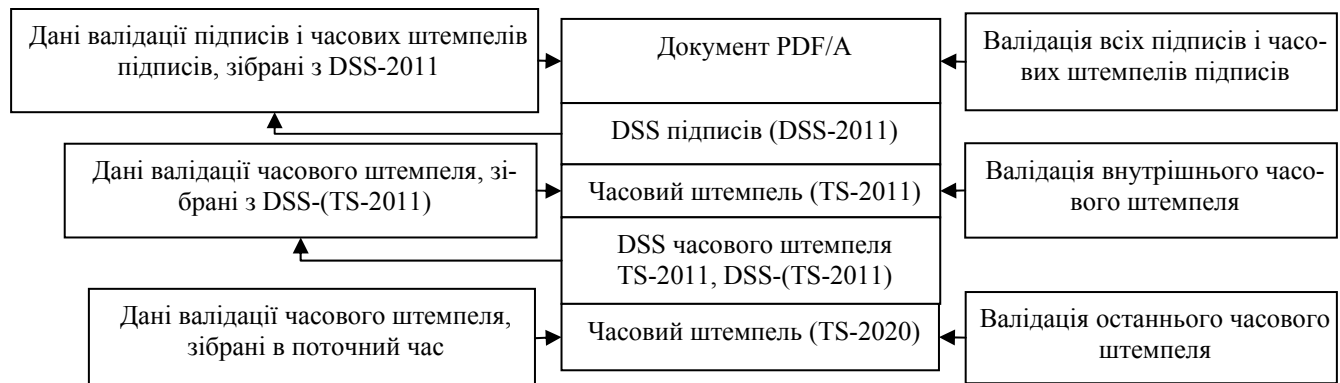 Дані валідації підписів і часових штемпелів
підписів, зібрані з DSS-2011
Документ PDF/A
Валідація всіх підписів і часо-
вих штемпелів підписів
DSS підписів (DSS-2011)
Дані валідації часового штемпеля, зі-
брані з DSS-(TS-2011)
Часовий штемпель (TS-2011)
Валідація внутрішнього часо-
вого штемпеля
DSS часового штемпеля
TS-2011, DSS-(TS-2011)
Дані валідації часового штемпеля,
зібрані в поточний час
Часовий штемпель (TS-2020)
Валідація останнього часового
штемпеля